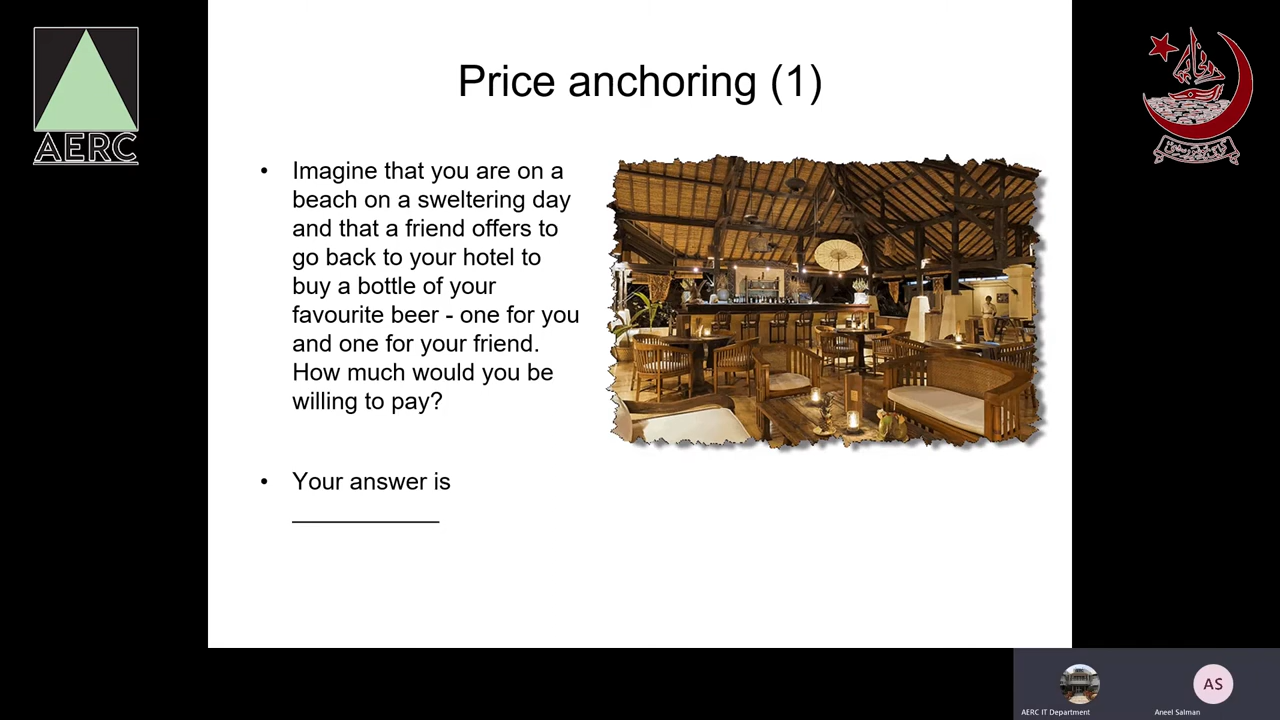 AERC
Price anchoring (1)
• Imagine that you are on a
beach on a sweltering day
and that a friend offers to
go back to your hotel to
buy a bottle of your
favourite beer - one for you
and one for your friend.
How much would you be
willing to pay?
• Your answer is
___________
AS
AERC IT Department
Aneel Salman